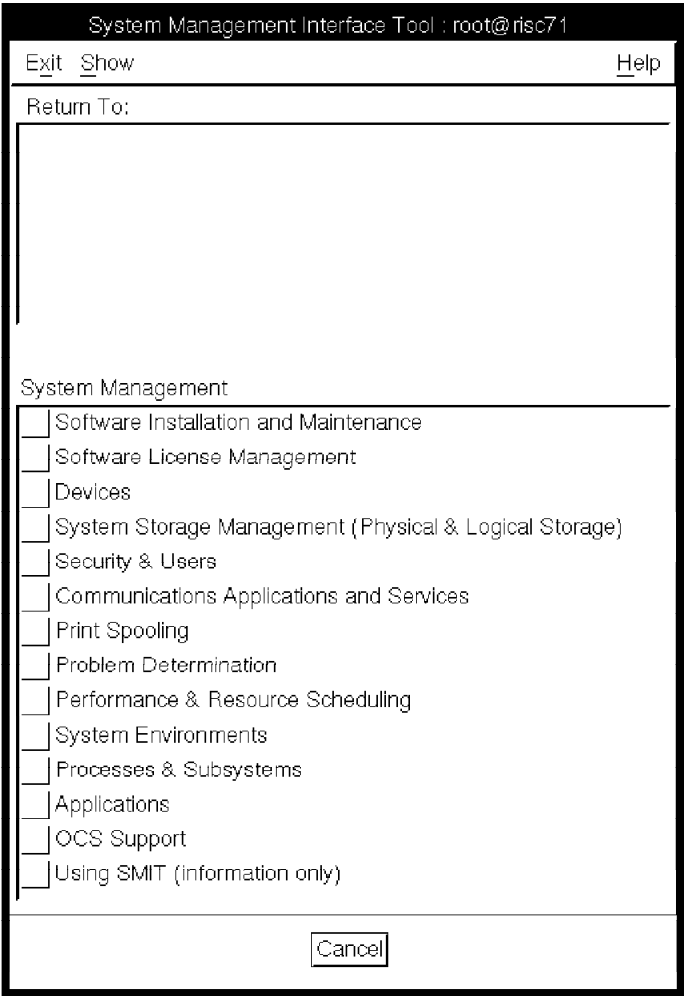 System Management Interface Tool : root@risc71
Exit Show Help
Return To:
System Management
Software Installation and Maintenance
Software License Management
Devices
System Storage Management (Physical & Logical Storage)
Security & Users
Communications Applications and Services
Print Spooling
Problem Determination
Performance & Resource Scheduling
System Environments
Processes & Subsystems
Applications
OCS Support
Using SMIT (information only)
Cancel